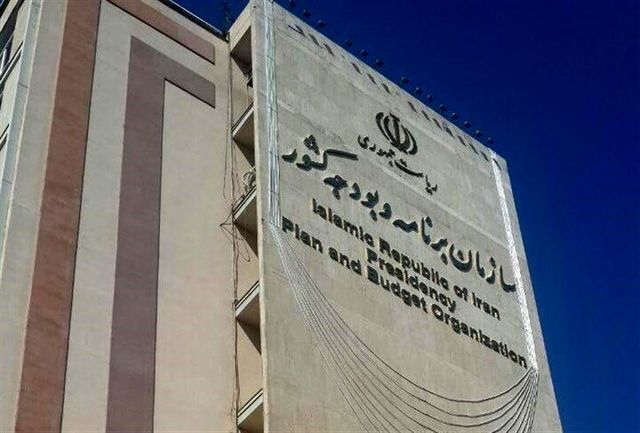 ریاست جمهوری
سازمان برنامه و بودجه کشور
Islamic Republic of Iran
Presidency
Plan and Budget Organization